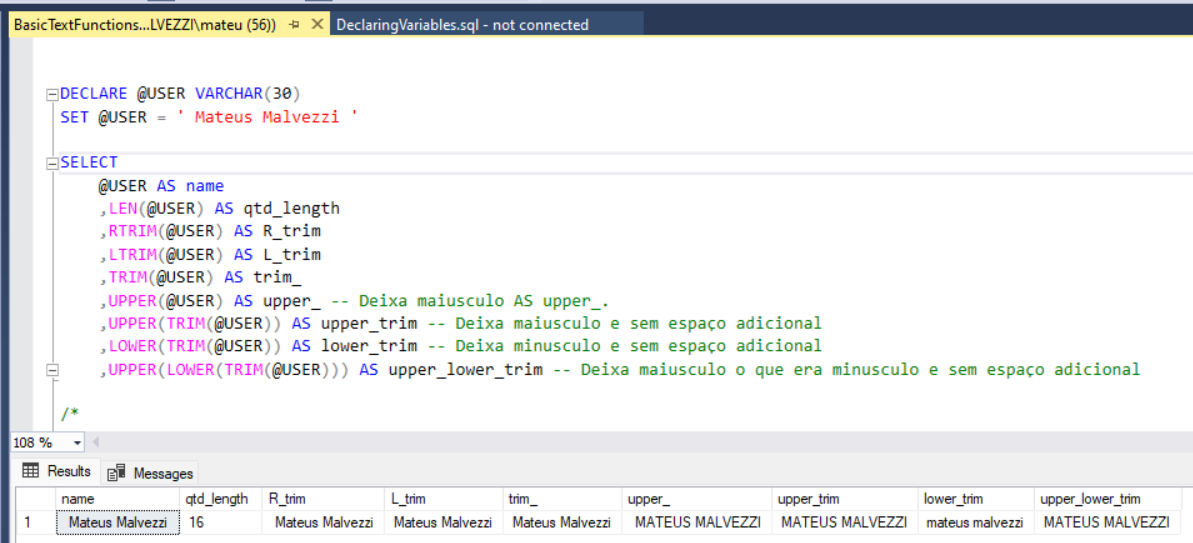 BasicTextFunctions...LVEZZI\mateu (56)) DeclaringVariables.sql - not connected
DECLARE @USER VARCHAR(30)
SET @USER = ' Mateus Malvezzi '
SELECT
@USER AS name
,LEN(@USER) AS qtd_length
,RTRIM(@USER) AS R_trim
,LTRIM(@USER) AS L_trim
,TRIM(@USER) AS trim_
,UPPER(@USER) AS upper_ -- Deixa maiusculo AS upper_.
,UPPER(TRIM(@USER)) AS upper_trim -- Deixa maiusculo e sem espaço adicional
,LOWER(TRIM(@USER)) AS lower_trim -- Deixa minusculo e sem espaço adicional
,UPPER(LOWER(TRIM(@USER))) AS upper_lower_trim -- Deixa maiusculo o que era minusculo e sem espaço adicional
/*
108 %
Results Messages
name qtd_length R_trim L_trim trim_ upper_ upper_trim lower_trim upper_lower_trim
1 Mateus Malvezzi 16 Mateus Malvezzi Mateus Malvezzi Mateus Malvezzi MATEUS MALVEZZI MATEUS MALVEZZI mateus malvezzi MATEUS MALVEZZI